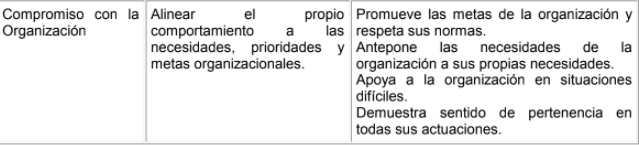 Compromiso con la
Organización
Alinear el propio
comportamiento a las
necesidades, prioridades y
metas organizacionales.
Promueve las metas de la organización y
respeta sus normas.
Antepone las necesidades de la
organización a sus propias necesidades.
Apoya a la organización en situaciones
difíciles.
Demuestra sentido de pertenencia en
todas sus actuaciones.